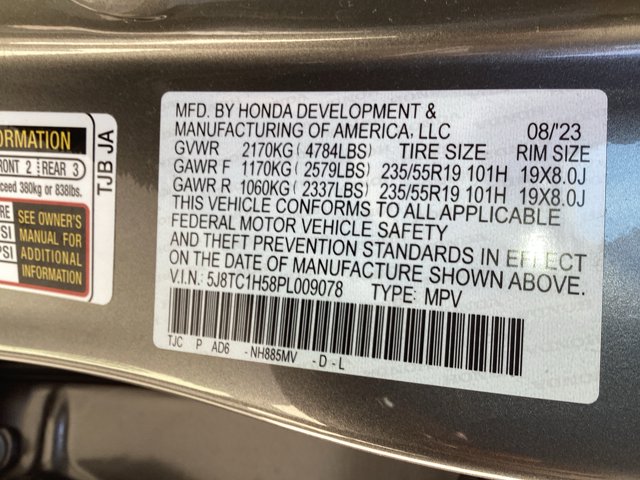 ORMATION
RONT 2 REAR 3
ceed 380kg or 838lbs.
RE
PSI
PSI
SEE OWNER'S
MANUAL FOR
ADDITIONAL
INFORMATION
TJB JA
MFD. BY HONDA DEVELOPMENT &
MANUFACTURING OF AMERICA, LLC 08/'23
GVWR 2170KG (4784LBS) TIRE SIZE RIM SIZE
GAWR F 1170KG (2579LBS) 235/55R19 101H 19X8.0J
GAWR R 1060KG (2337LBS) 235/55R19 101H 19X8.0J
THIS VEHICLE CONFORMS TO ALL APPLICABLE
FEDERAL MOTOR VEHICLE SAFETY
AND THEFT PREVENTION STANDARDS IN EFFECT
ON THE DATE OF MANUFACTURE SHOWN ABOVE.
V.I.N.: 5J8TC1H58PL009078 TYPE: MPV
TJC P AD6 -NH885MV -D-L